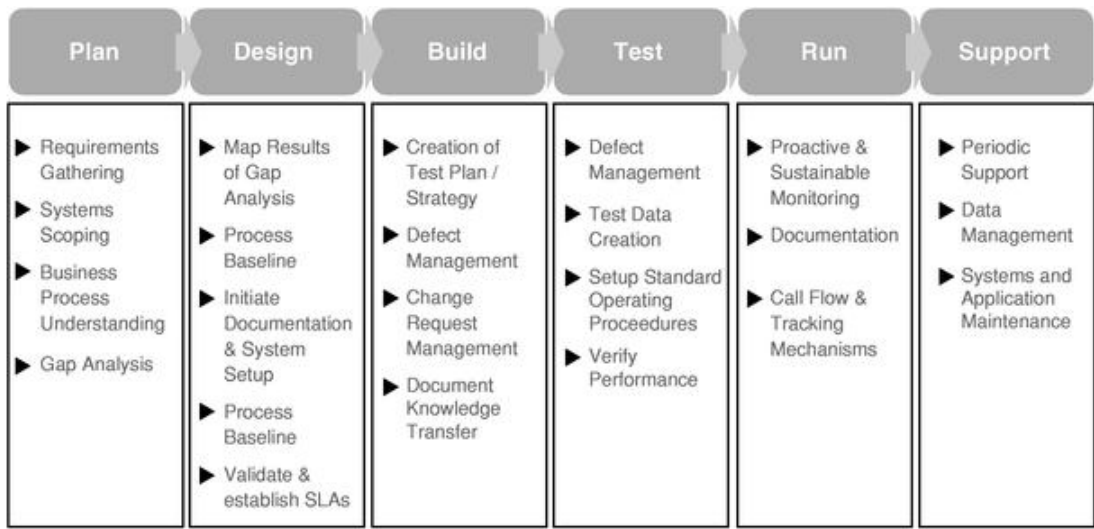 Plan
Design
Build
Test
Run
Support
Requirements
Gathering
Systems
Scoping
Business
Process
Understanding
Gap Analysis
Map Results
of Gap
Analysis
Process
Baseline
Initiate
Documentation
& System
Setup
Process
Baseline
Validate &
establish SLAs
Creation of
Test Plan /
Strategy
Defect
Management
Change
Request
Management
Document
Knowledge
Transfer
Defect
Management
Test Data
Creation
Setup Standard
Operating
Proceedures
Verify
Performance
Proactive &
Sustainable
Monitoring
Documentation
Call Flow &
Tracking
Mechanisms
Periodic
Support
Data
Management
Systems and
Application
Maintenance